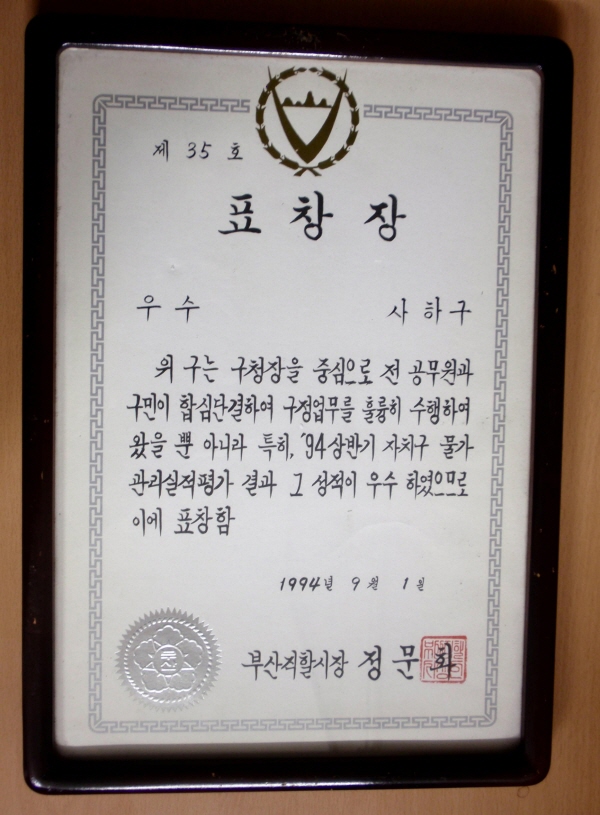 제 35 호
표 창 장
우 수 사 하 구
위 구는 구청장을 중심으로 전 공무원과
구민이 합심단결하여 구정업무를 훌륭히 수행하여
왔을 뿐 아니라 특히, '94상반기 자치구 물가
관리실적평가 결과 그 성적이 우수 하였으므로
이에 표창함
1994년 9월 1일
부산직할시장 정 문 화